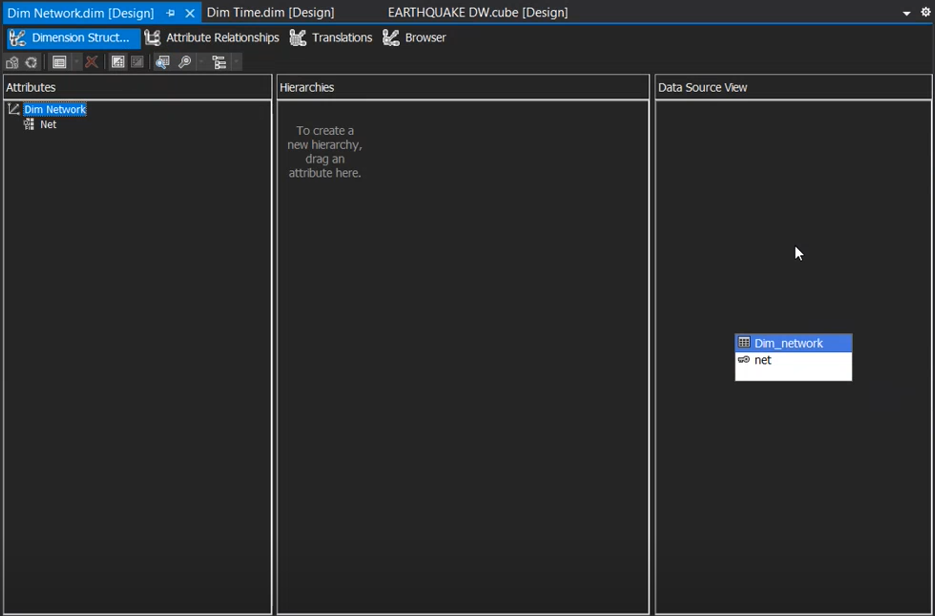 Dim Network.dim [Design]
Dim Time.dim [Design]
EARTHQUAKE DW.cube [Design]
Dimension Struct...
Attribute Relationships
Translations
Browser
Attributes
Hierarchies
Data Source View
Dim Network
Net
To create a
new hierarchy,
drag an
attribute here.
Dim_network
net